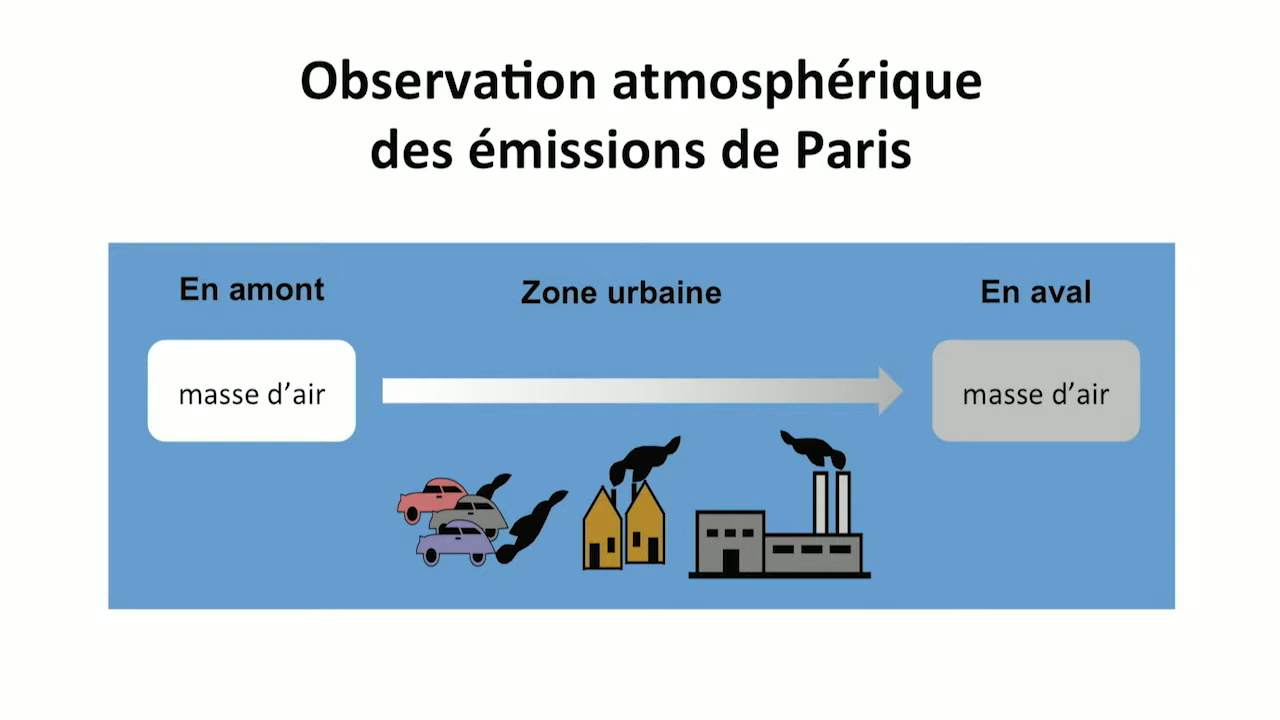 Observation atmosphérique
des émissions de Paris
En amont
Zone urbaine
En aval
masse d’air
masse d’air